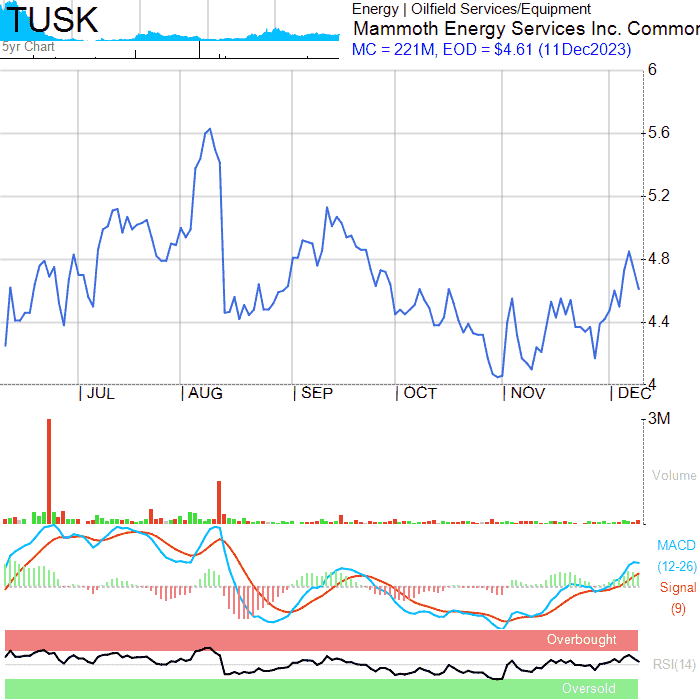 TUSK
5yr Chart
Energy | Oilfield Services/Equipment
Mammoth Energy Services Inc. Common
MC = 221M, EOD = $4.61 (11Dec2023)
6
5.6
5.2
4.8
4.4
4
| JUL | AUG | SEP | OCT | NOV | DEC
3M
Volume
MACD
(12-26)
Signal
(9)
Overbought
RSI(14)
Oversold